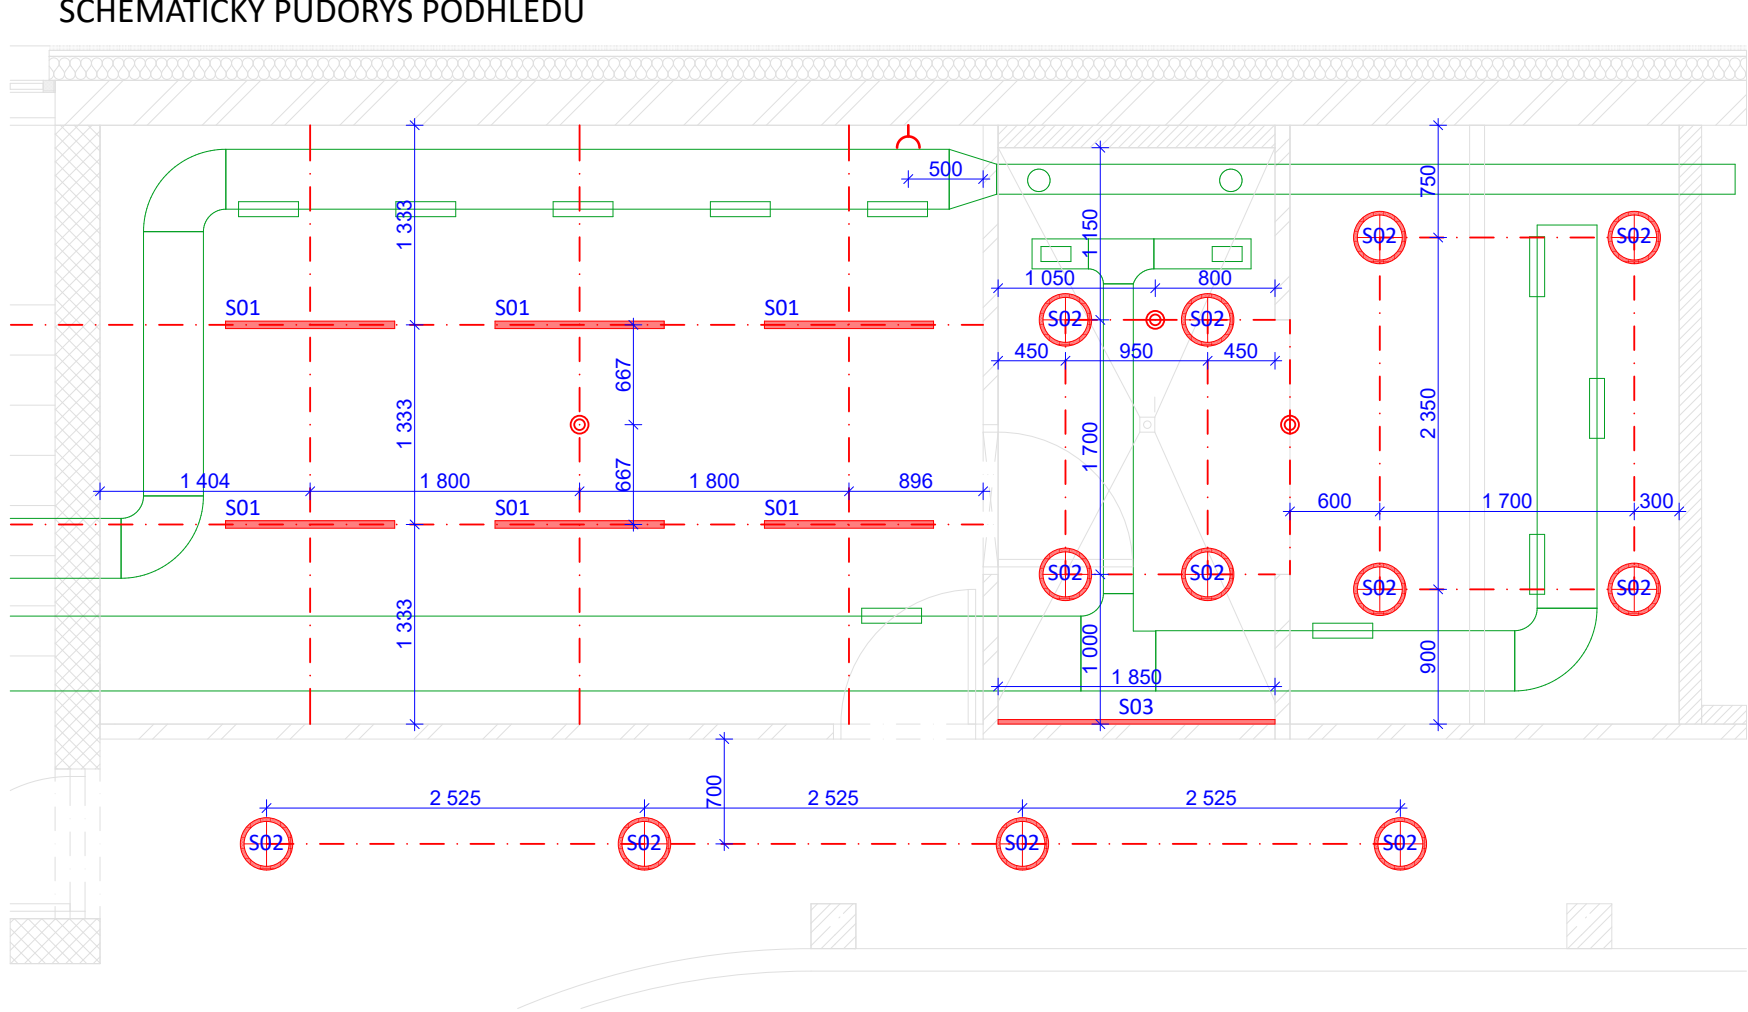 SCHEMATICKÝ PŮDORYS PODHLEDU
500
750
1 333
1 150
S02
S02
1 050
800
S01
S01
S01
S02
S02
450
950
450
667
1 333
1 700
2 350
667
1 404
1 800
1 800
896
600
1 700
300
S01
S01
S01
S02
S02
S02
S02
1 333
1 000
900
1 850
S03
700
2 525
2 525
2 525
S02
S02
S02
S02